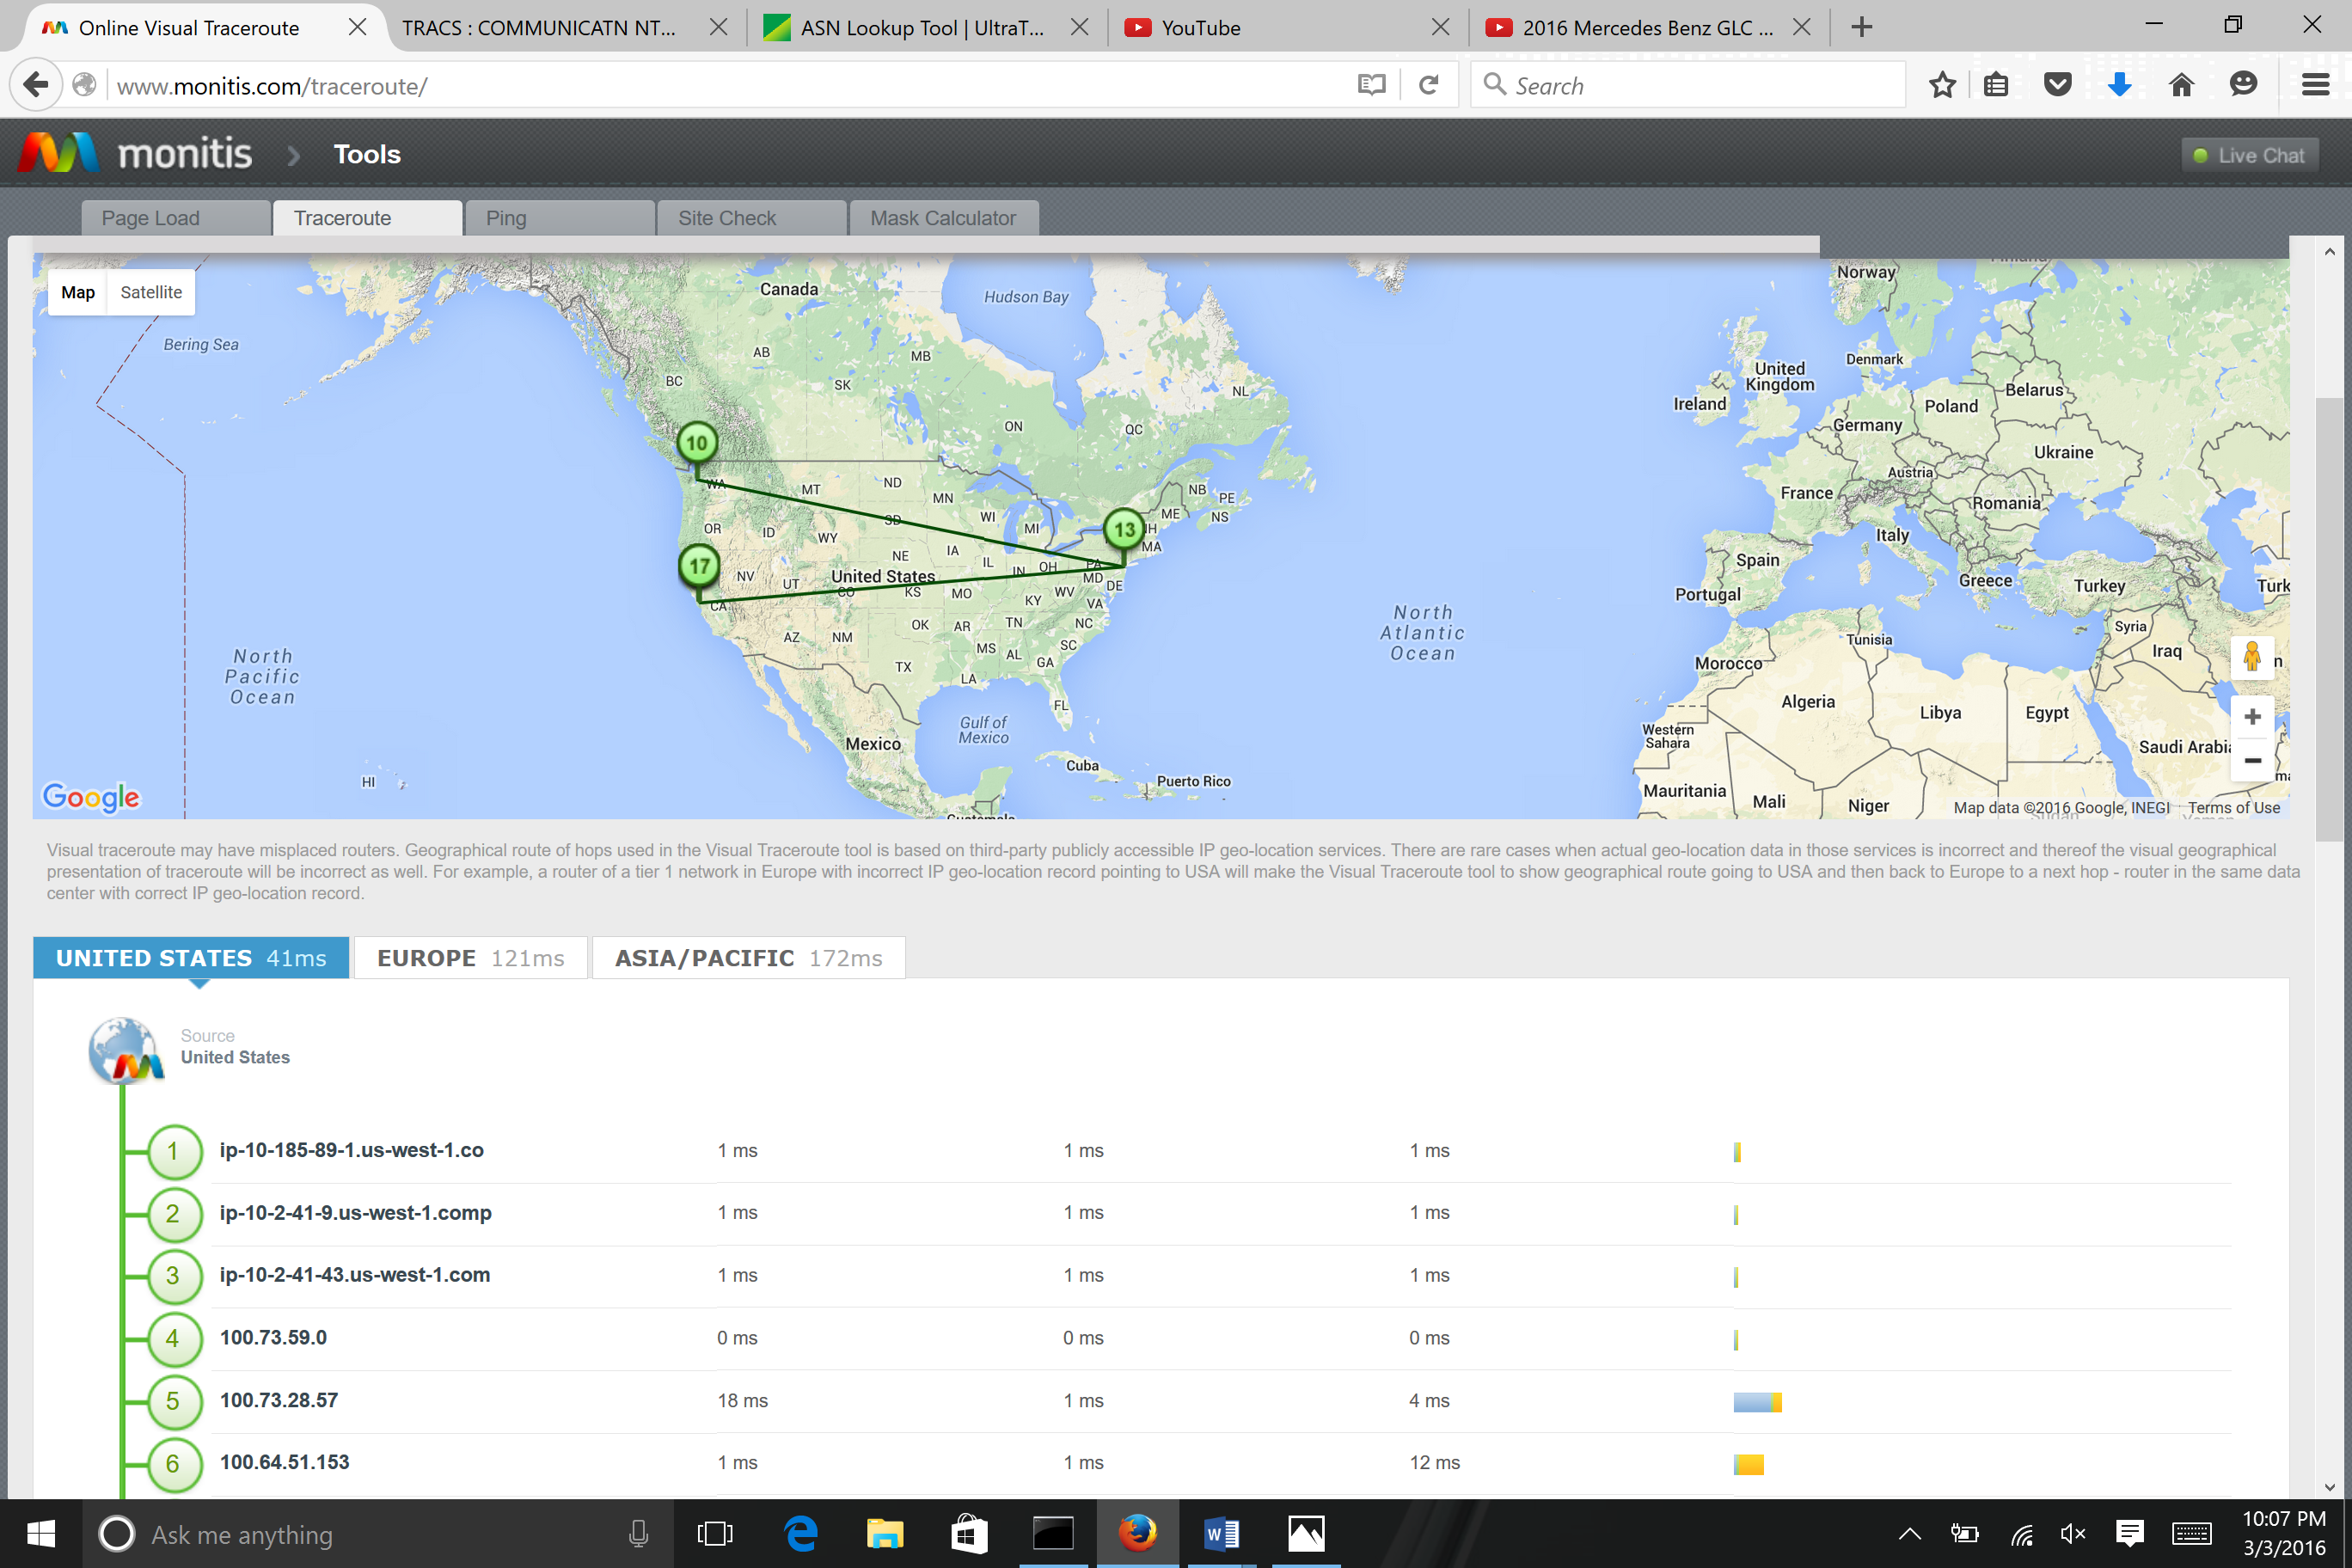 Online Visual Traceroute
TRACS : COMMUNICATN NT...
ASN Lookup Tool | UltraT...
YouTube
2016 Mercedes Benz GLC ...
www.monitis.com/traceroute/
Search
monitis
Tools
Live Chat
Page Load
Traceroute
Ping
Site Check
Mask Calculator
Map Satellite
Canada
Hudson Bay
Norway
Bering Sea
AB
MB
BC
SK
NL
ON
QC
United
Kingdom
Denmark
Ireland
Belarus
Poland
Germany
Ukraine
Austria
France
Romania
10
WA
MT
ND
MN
NB
PE
ME
NS
13
NH
MA
OR
ID
SD
WI
MI
WY
17
NE
IA
IL
IN
OH
PA
NV
UT
United States
MD
DE
CO
KS
MO
KY
WV
VA
CA
Italy
Spain
Greece
Turkey
Turk
Portugal
OK
AR
TN
NC
AZ
NM
MS
AL
GA
SC
TX
LA
FL
North
Atlantic
Ocean
Tunisia
Syria
Iraq
n
Morocco
North
Pacific
Ocean
Algeria
Libya
Egypt
Gulf of
Mexico
Mexico
Western
Sahara
Saudi Arabi
Cuba
Puerto Rico
HI
Mauritania
Mali
Niger
Sudan
Yemen
Guatemala
Google
Map data ©2016 Google, INEGI Terms of Use
Visual traceroute may have misplaced routers. Geographical route of hops used in the Visual Traceroute tool is based on third-party publicly accessible IP geo-location services. There are rare cases when actual geo-location data in those services is incorrect and thereof the visual geographical
presentation of traceroute will be incorrect as well. For example, a router of a tier 1 network in Europe with incorrect IP geo-location record pointing to USA will make the Visual Traceroute tool to show geographical route going to USA and then back to Europe to a next hop - router in the same data
center with correct IP geo-location record.
UNITED STATES 41ms
EUROPE 121ms
ASIA/PACIFIC 172ms
Source
United States
1 ip-10-185-89-1.us-west-1.co 1 ms 1 ms 1 ms
2 ip-10-2-41-9.us-west-1.comp 1 ms 1 ms 1 ms
3 ip-10-2-41-43.us-west-1.com 1 ms 1 ms 1 ms
4 100.73.59.0 0 ms 0 ms 0 ms
5 100.73.28.57 18 ms 1 ms 4 ms
6 100.64.51.153 1 ms 1 ms 12 ms
Ask me anything
10:07 PM
3/3/2016